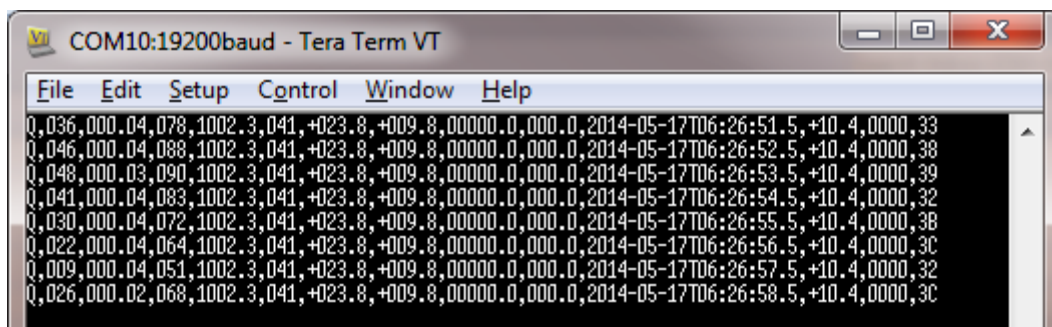 COM10:19200baud - Tera Term VT
File Edit Setup Control Window Help
Q,036,000.04,078,1002.3,041,+023.8,+009.8,00000.0,000.0,2014-05-17T06:26:51.5,+10.4,0000,33
Q,046,000.04,088,1002.3,041,+023.8,+009.8,00000.0,000.0,2014-05-17T06:26:52.5,+10.4,0000,38
Q,048,000.03,090,1002.3,041,+023.8,+009.8,00000.0,000.0,2014-05-17T06:26:53.5,+10.4,0000,39
Q,041,000.04,083,1002.3,041,+023.8,+009.8,00000.0,000.0,2014-05-17T06:26:54.5,+10.4,0000,32
Q,030,000.04,072,1002.3,041,+023.8,+009.8,00000.0,000.0,2014-05-17T06:26:55.5,+10.4,0000,3B
Q,022,000.04,064,1002.3,041,+023.8,+009.8,00000.0,000.0,2014-05-17T06:26:56.5,+10.4,0000,3C
Q,009,000.04,051,1002.3,041,+023.8,+009.8,00000.0,000.0,2014-05-17T06:26:57.5,+10.4,0000,32
Q,026,000.02,068,1002.3,041,+023.8,+009.8,00000.0,000.0,2014-05-17T06:26:58.5,+10.4,0000,3C